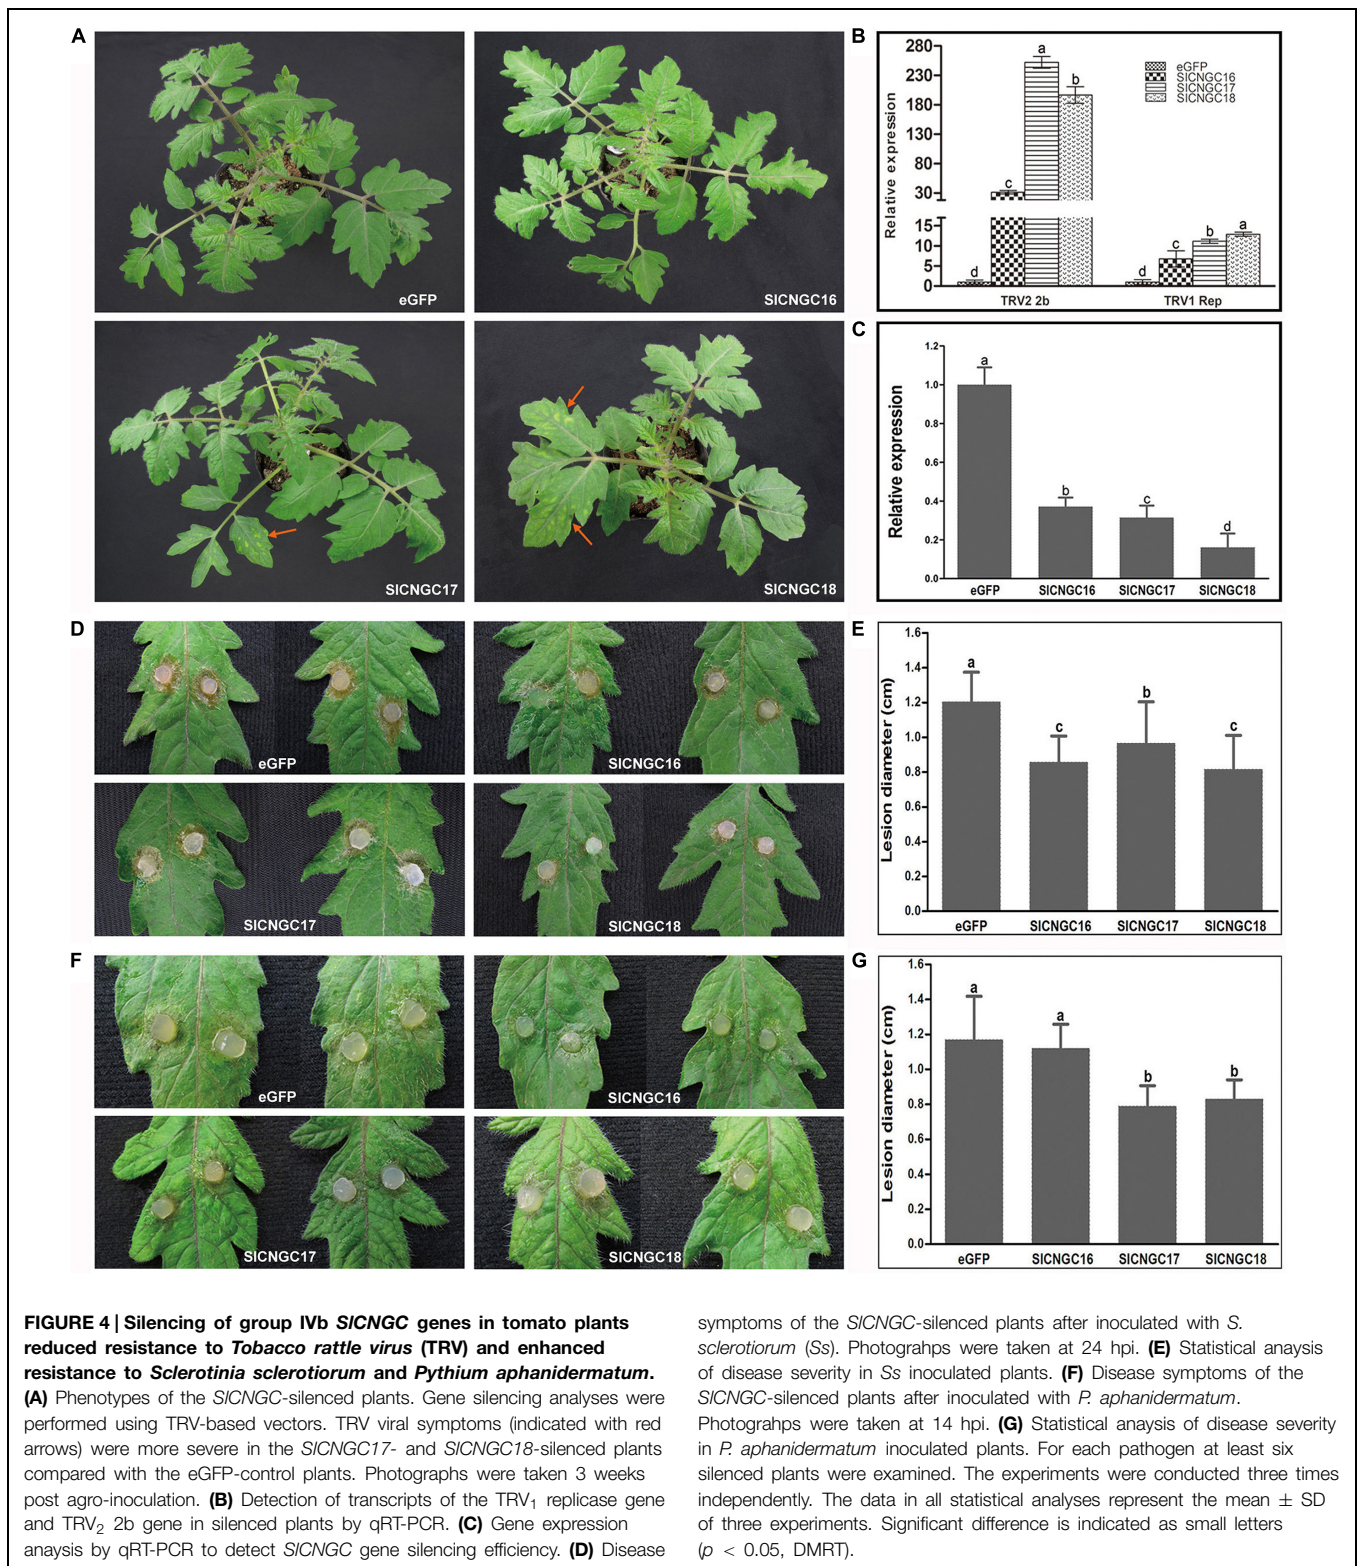 A
eGFP
SlCNGC16
SlCNGC17
SlCNGC18
B
Relative expression
280
230
180
130
80
30
15
10
5
0
eGFP
SlCNGC16
SlCNGC17
SlCNGC18
d
c
a
b
d
c
b
a
TRV2 2b
TRV1 Rep
C
Relative expression
1.2
1.0
0.8
0.6
0.4
0.2
0.0
a
b
c
d
eGFP
SlCNGC16
SlCNGC17
SlCNGC18
D
eGFP
SlCNGC16
SlCNGC17
SlCNGC18
E
Lesion diameter (cm)
1.6
1.4
1.2
1.0
0.8
0.6
0.4
0.2
0.0
a
c
b
c
eGFP
SlCNGC16
SlCNGC17
SlCNGC18
F
eGFP
SlCNGC16
SlCNGC17
SlCNGC18
G
Lesion diameter (cm)
1.6
1.4
1.2
1.0
0.8
0.6
0.4
0.2
0.0
a
a
b
b
eGFP
SlCNGC16
SlCNGC17
SlCNGC18
FIGURE 4 | Silencing of group IVb SlCNGC genes in tomato plants
reduced resistance to Tobacco rattle virus (TRV) and enhanced
resistance to Sclerotinia sclerotiorum and Pythium aphanidermatum.
(A) Phenotypes of the SlCNGC-silenced plants. Gene silencing analyses were
performed using TRV-based vectors. TRV viral symptoms (indicated with red
arrows) were more severe in the SlCNGC17- and SlCNGC18-silenced plants
compared with the eGFP-control plants. Photographs were taken 3 weeks
post agro-inoculation. (B) Detection of transcripts of the TRV1 replicase gene
and TRV2 2b gene in silenced plants by qRT-PCR. (C) Gene expression
anaysis by qRT-PCR to detect SlCNGC gene silencing efficiency. (D) Disease
symptoms of the SlCNGC-silenced plants after inoculated with S.
sclerotiorum (Ss). Photograhps were taken at 24 hpi. (E) Statistical anaysis
of disease severity in Ss inoculated plants. (F) Disease symptoms of the
SlCNGC-silenced plants after inoculated with P. aphanidermatum.
Photograhps were taken at 14 hpi. (G) Statistical anaysis of disease severity
in P. aphanidermatum inoculated plants. For each pathogen at least six
silenced plants were examined. The experiments were conducted three times
independently. The data in all statistical analyses represent the mean ± SD
of three experiments. Significant difference is indicated as small letters
(p < 0.05, DMRT).